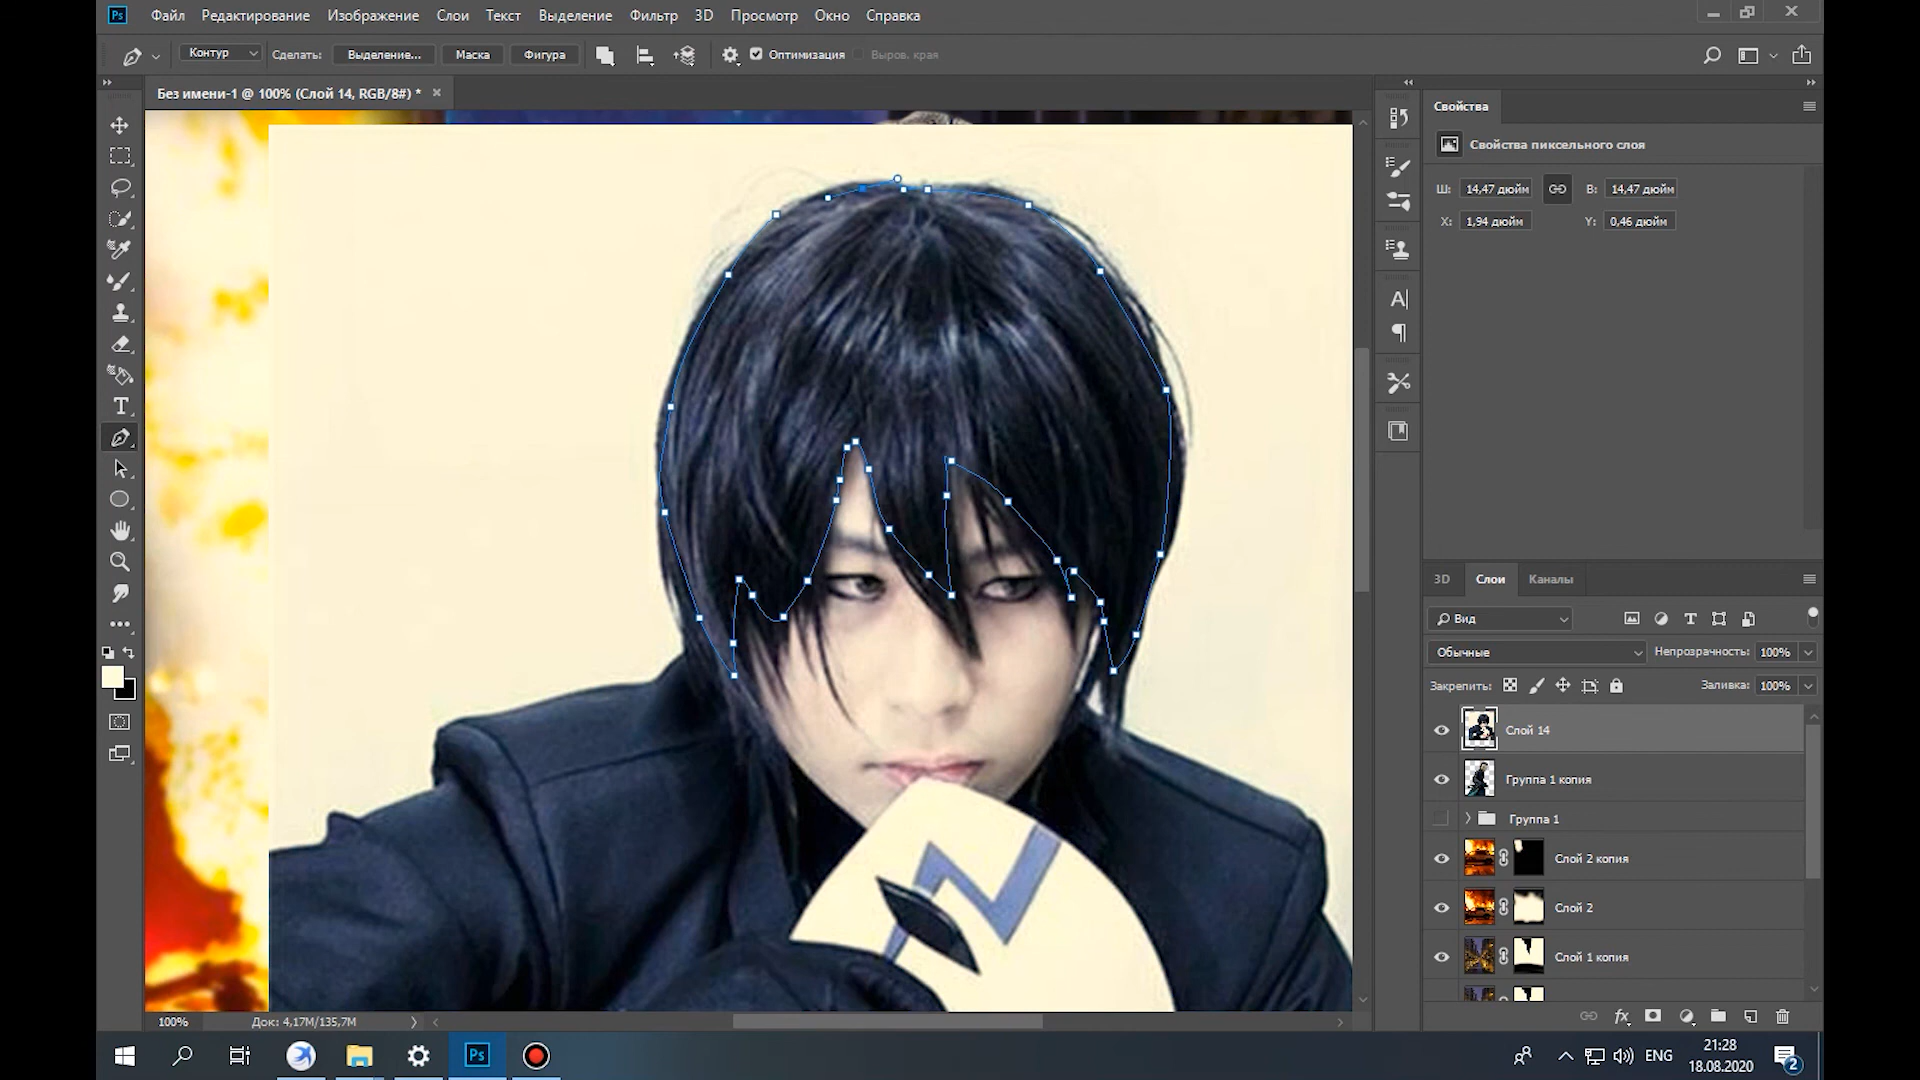 Ps Файл Редактирование Изображение Слои Текст Выделение Фильтр 3D Просмотр Окно Справка
Контур Сделать: Выделение... Маска Фигура Оптимизация Выров. края
Без имени-1 @ 100% (Слой 14, RGB/8#) *
Свойства
Свойства пиксельного слоя
Ш: 14,47 дюйм В: 14,47 дюйм
X: 1,94 дюйм Y: 0,46 дюйм
3D Слои Каналы
Вид
Обычные Непрозрачность: 100%
Закрепить: Заливка: 100%
Слой 14
Группа 1 копия
Группа 1
Слой 2 копия
Слой 2
Слой 1 копия
100% Док: 4,17M/135,7M
Ps ENG 21:28
18.08.2020 2